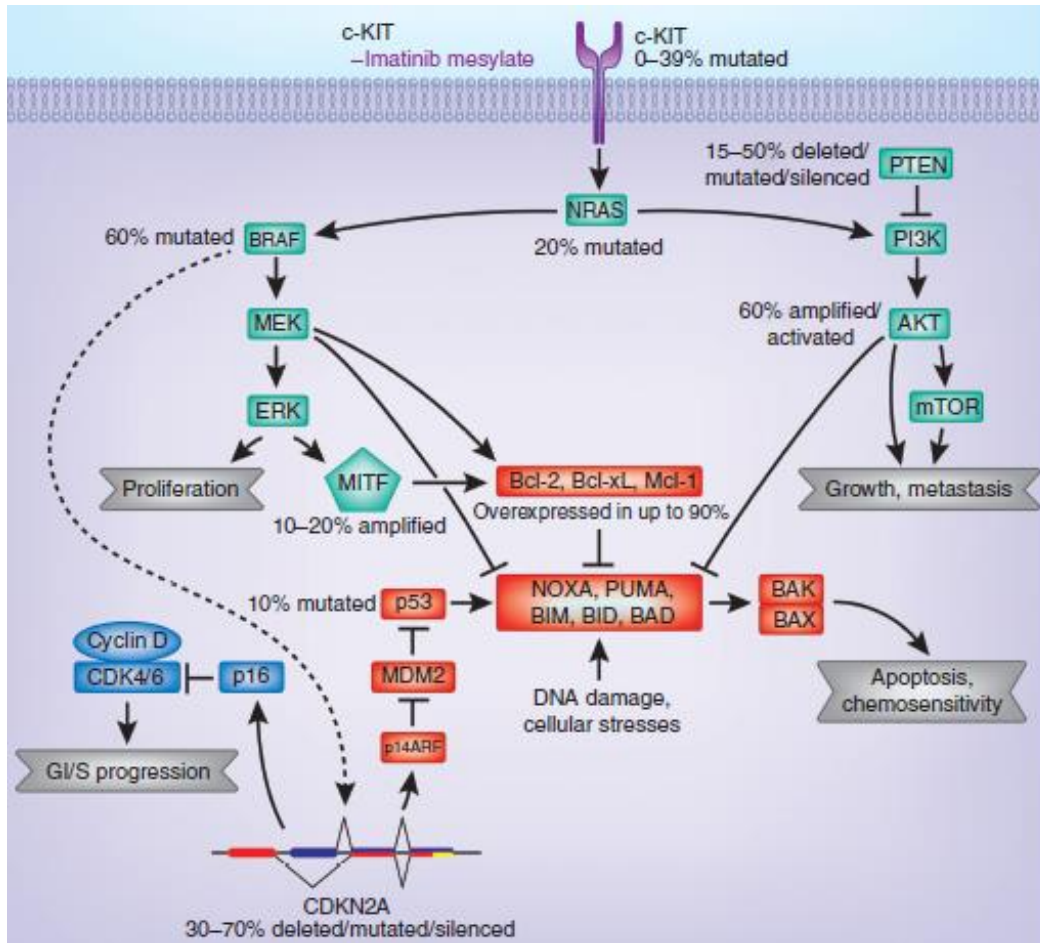 c-KIT
–Imatinib mesylate
c-KIT
0–39% mutated
15–50% deleted/
mutated/silenced
PTEN
NRAS
20% mutated
60% mutated
BRAF
PI3K
MEK
60% amplified/
activated
AKT
ERK
mTOR
Proliferation
MITF
10–20% amplified
Bcl-2, Bcl-xL, Mcl-1
Overexpressed in up to 90%
Growth, metastasis
10% mutated
p53
NOXA, PUMA,
BIM, BID, BAD
BAK
BAX
Cyclin D
CDK4/6
p16
MDM2
DNA damage,
cellular stresses
Apoptosis,
chemosensitivity
p14ARF
GI/S progression
CDKN2A
30–70% deleted/mutated/silenced